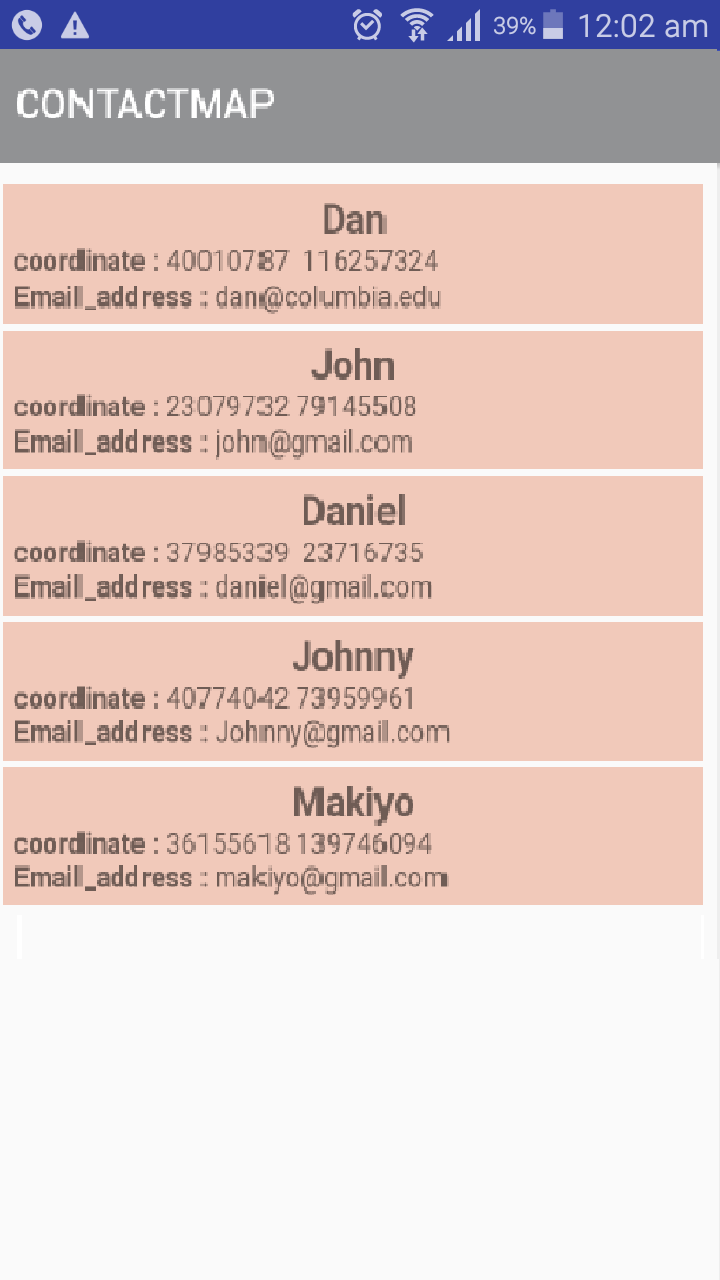 39% 12:02 am
CONTACTMAP
Dan
coordinate : 40010787 116257324
Email_address : dan@columbia.edu
John
coordinate : 23079732 79145508
Email_address : john@gmail.com
Daniel
coordinate : 37985339 23716735
Email_address : daniel@gmail.com
Johnny
coordinate : 40774042 73959961
Email_address : Johnny@gmail.com
Makiyo
coordinate : 36155618 139746094
Email_address : makiyo@gmail.com